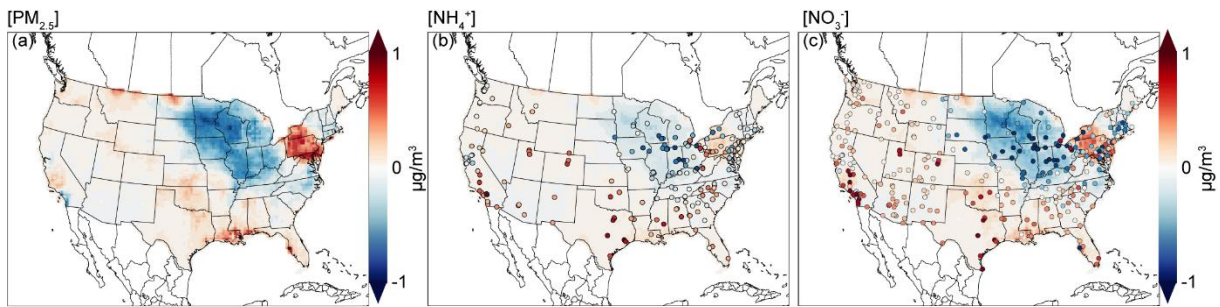 [PM2.5]
(a)
1
0
-1
µg/m³
[NH4+]
(b)
[NO3-]
(c)
1
0
-1
µg/m³